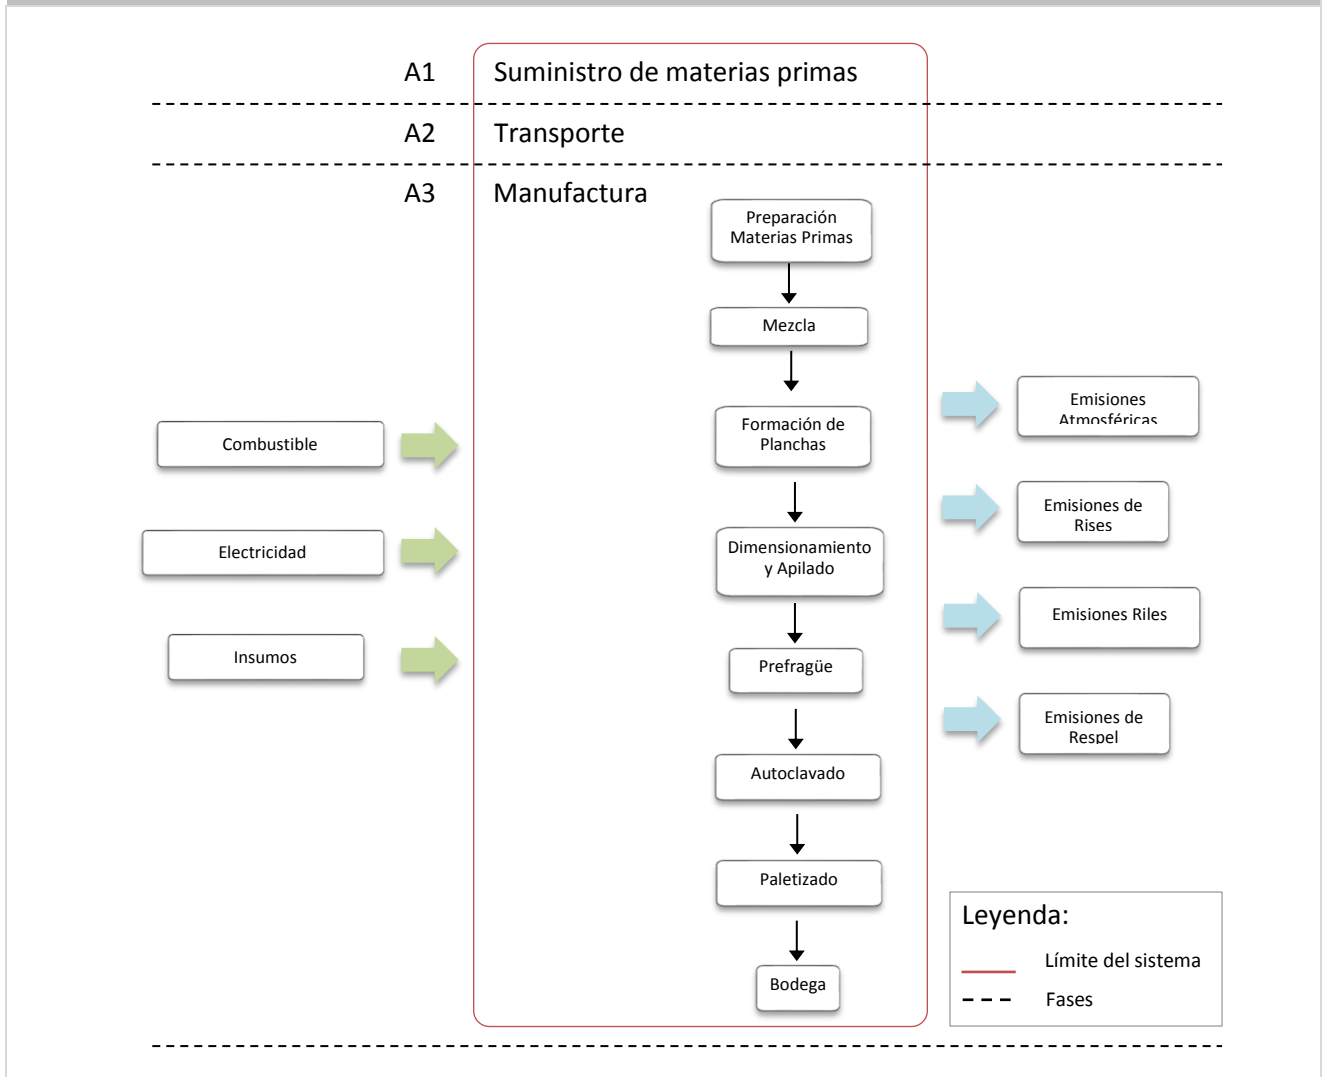 A1 Suministro de materias primas
A2 Transporte
A3 Manufactura
Preparación
Materias Primas
Mezcla
Formación de
Planchas
Dimensionamiento
y Apilado
Prefragüe
Autoclavado
Paletizado
Bodega
Combustible
Electricidad
Insumos
Emisiones
Atmosféricas
Emisiones de
Rises
Emisiones Riles
Emisiones de
Respel
Leyenda:
Límite del sistema
Fases